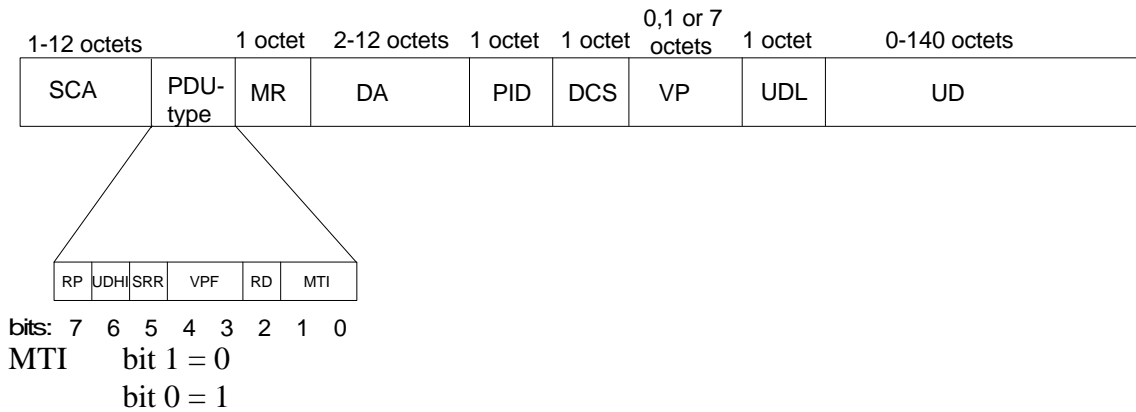 0,1 or 7
1-12 octets 1 octet 2-12 octets 1 octet 1 octet octets 1 octet 0-140 octets
SCA PDU- MR DA PID DCS VP UDL UD
type
RP UDHI SRR VPF RD MTI
bits: 7 6 5 4 3 2 1 0
MTI bit 1 = 0
bit 0 = 1